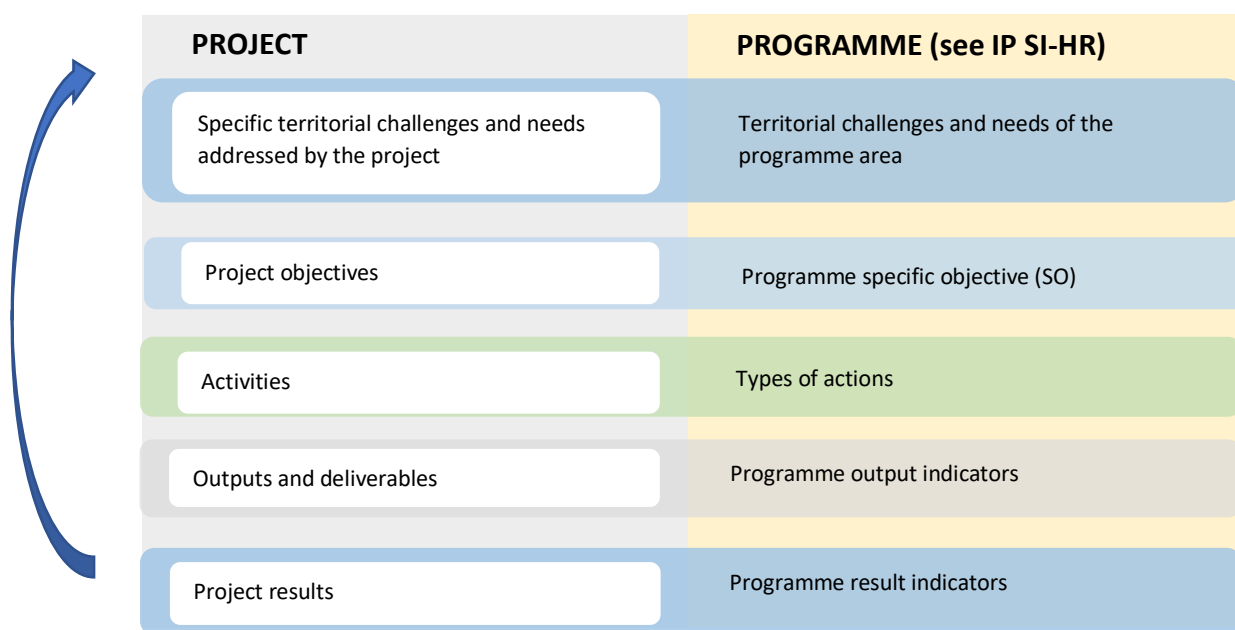 PROJECT
PROGRAMME (see IP SI-HR)
Specific territorial challenges and needs
addressed by the project
Territorial challenges and needs of the
programme area
Project objectives
Programme specific objective (SO)
Activities
Types of actions
Outputs and deliverables
Programme output indicators
Project results
Programme result indicators